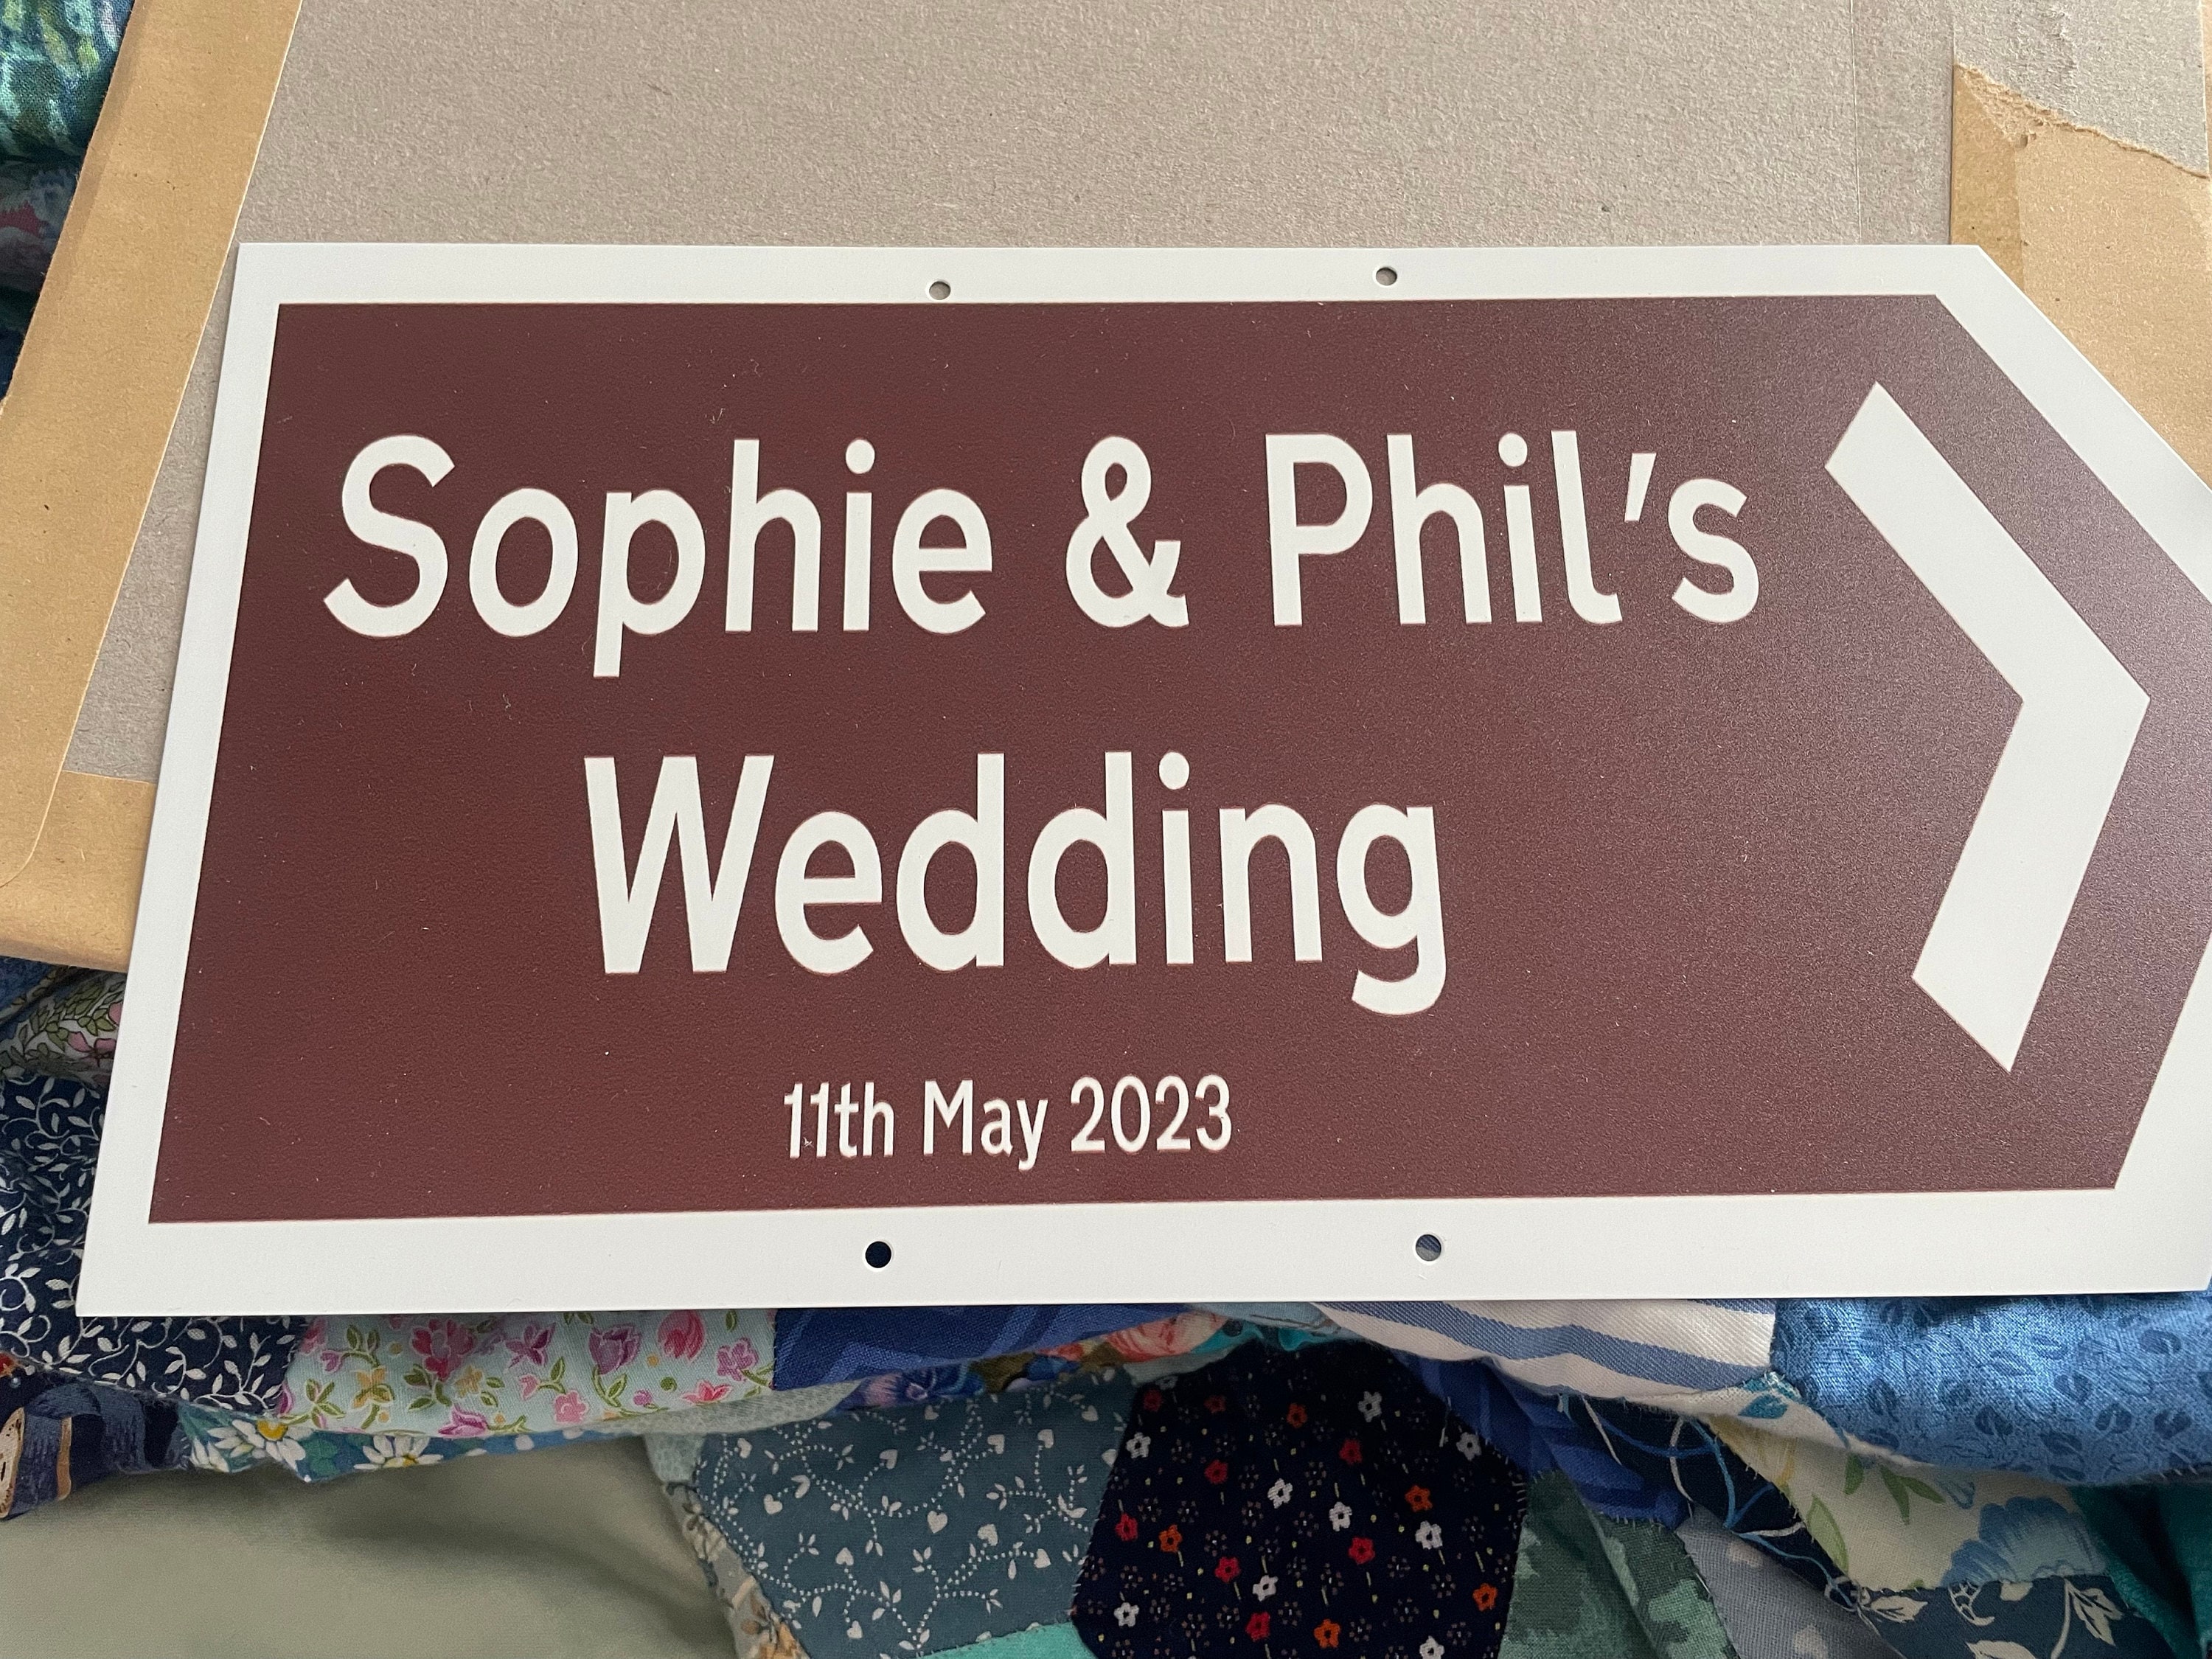 Sophie & Phil's
Wedding
11th May 2023